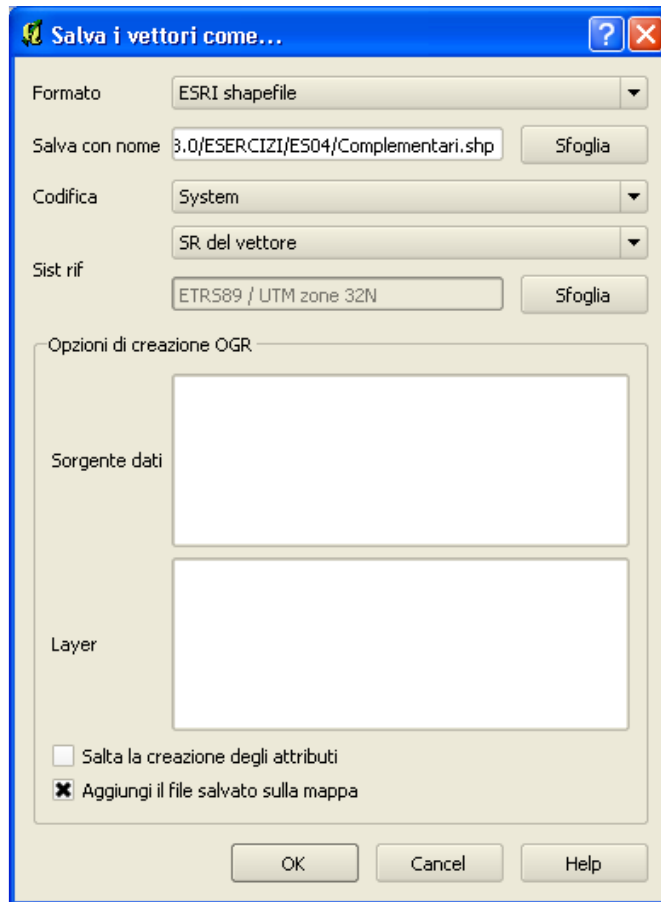 Salva i vettori come...
Formato ESRI shapefile
Salva con nome 3.0/ESERCIZI/ES04/Complementari.shp Sfoglia
Codifica System
SR del vettore
Sist rif
ETRS89 / UTM zone 32N Sfoglia
Opzioni di creazione OGR
Sorgente dati
Layer
Salta la creazione degli attributi
Aggiungi il file salvato sulla mappa
OK Cancel Help